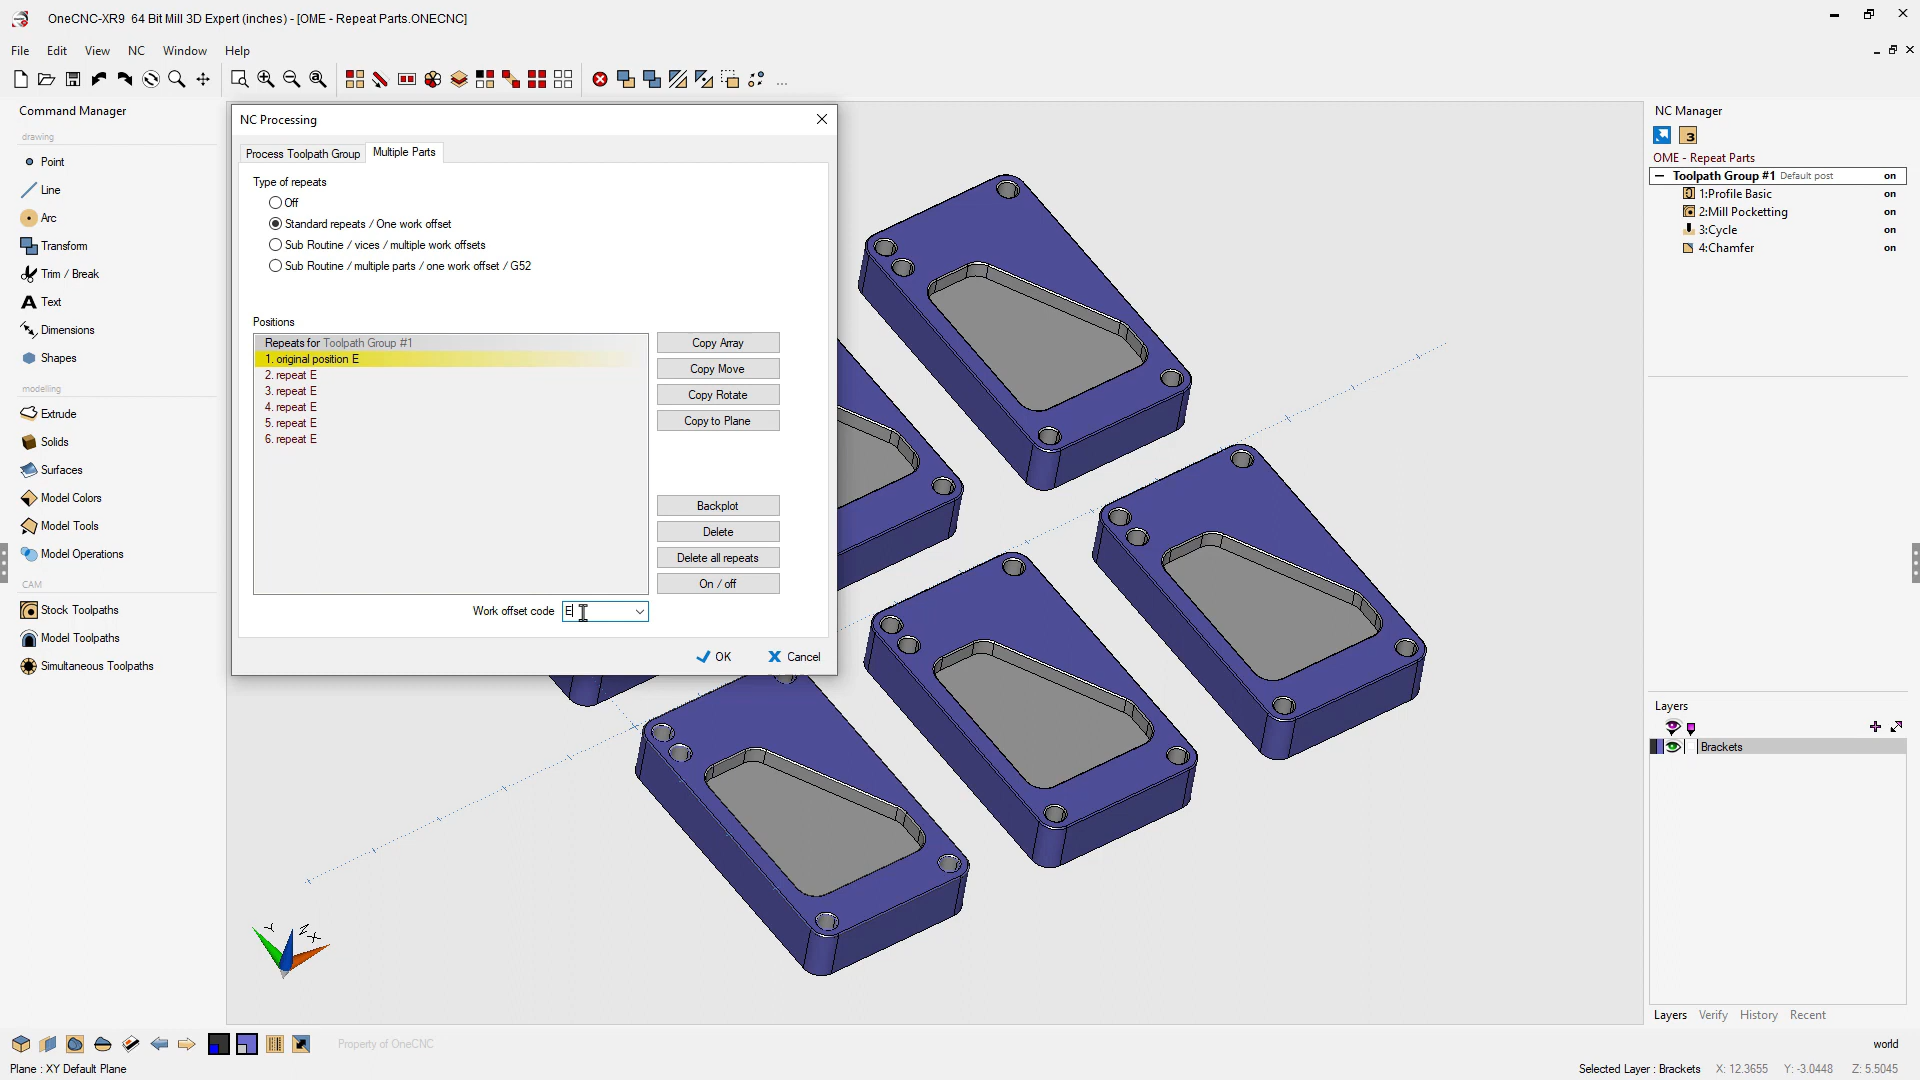 OneCNC-XR9 64 Bit Mill 3D Expert (inches) - [OME - Repeat Parts.ONECNC]
File Edit View NC Window Help
Command Manager
drawing
Point
Line
Arc
Transform
Trim / Break
Text
Dimensions
Shapes
modelling
Extrude
Solids
Surfaces
Model Colors
Model Tools
Model Operations
CAM
Stock Toolpaths
Model Toolpaths
Simultaneous Toolpaths
NC Processing
Process Toolpath Group Multiple Parts
Type of repeats
Off
Standard repeats / One work offset
Sub Routine / vices / multiple work offsets
Sub Routine / multiple parts / one work offset / G52
Positions
Repeats for Toolpath Group #1
1. original position E
2. repeat E
3. repeat E
4. repeat E
5. repeat E
6. repeat E
Copy Array
Copy Move
Copy Rotate
Copy to Plane
Backplot
Delete
Delete all repeats
On / off
Work offset code E
OK Cancel
Y Z X
NC Manager
3
OME - Repeat Parts
Toolpath Group #1 Default post on
1:Profile Basic on
2:Mill Pocketting on
3:Cycle on
4:Chamfer on
Layers
Brackets
Layers Verify History Recent
Property of OneCNC
world
Plane : XY Default Plane
Selected Layer : Brackets X: 12.3655 Y: -3.0448 Z: 5.5045